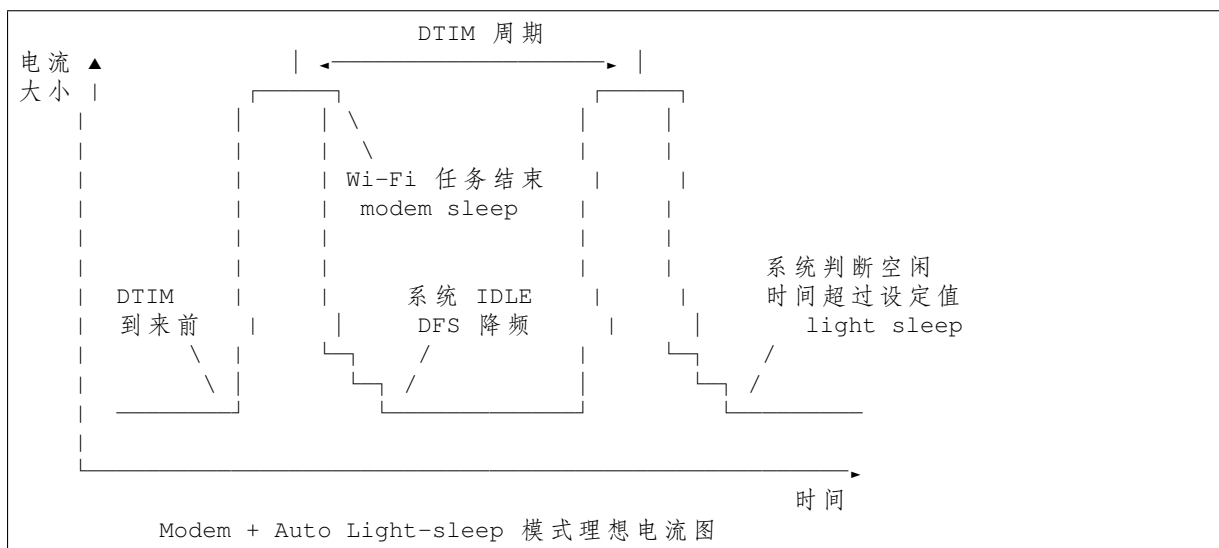 DTIM 周期
电流
大小
Wi-Fi 任务结束
modem sleep
系统判断空闲
DTIM 系统 IDLE 时间超过设定值
到来前 DFS 降频 light sleep
时间
Modem + Auto Light-sleep 模式理想电流图